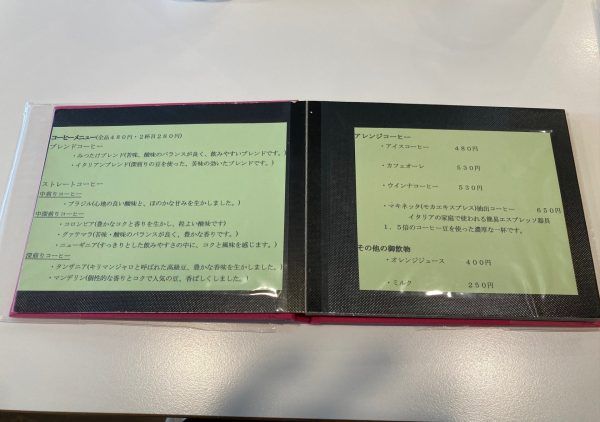 コーヒーメニュー(全品480円・2杯目280円)
ブレンドコーヒー
・みつたけブレンド(苦味、酸味のバランスが良く、飲みやすいブレンドです。)
・イタリアンブレンド(深煎りの豆を使った、苦味の効いたブレンドです。)
ストレートコーヒー
中煎りコーヒー
・ブラジル(心地の良い酸味と、ほのかな甘みを生かしました。)
中深煎りコーヒー
・コロンビア(豊かなコクと香りを生かし、程よい酸味です)
・グァテマラ(苦味・酸味のバランスが良く、豊かな香りです。)
・ニューギニア(すっきりとした飲みやすさの中に、コクと風味を感じます。)
深煎りコーヒー
・タンザニア(キリマンジャロと呼ばれた高級豆、豊かな香味を生かしました。)
・マンデリン(個性的な香りとコクで人気の豆、香ばしくしました。)
アレンジコーヒー
・アイスコーヒー 480円
・カフェオーレ 530円
・ウインナコーヒー 530円
・マキネッタ(モカエキスプレス)抽出コーヒー 650円
イタリアの家庭で使われる簡易エスプレッソ器具
1.5倍のコーヒー豆を使った濃厚な一杯です。
その他の御飲物
・オレンジジュース 400円
・ミルク 250円